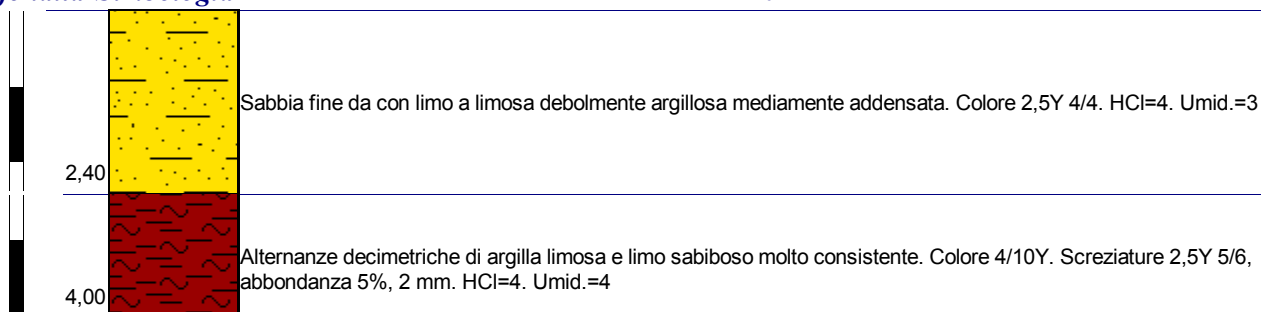 Sabbia fine da con limo a limosa debolmente argillosa mediamente addensata. Colore 2,5Y 4/4. HCl=4. Umid.=3
2,40
Alternanze decimetriche di argilla limosa e limo sabiboso molto consistente. Colore 4/10Y. Screziature 2,5Y 5/6,
abbondanza 5%, 2 mm. HCl=4. Umid.=4
4,00